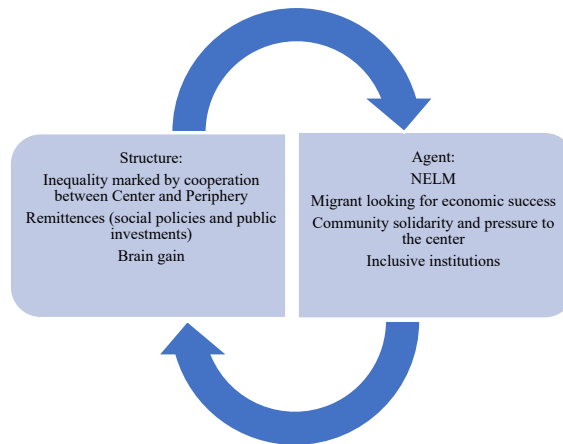 Structure:
Inequality marked by cooperation
between Center and Periphery
Remittences (social policies and public
investments)
Brain gain
Agent:
NELM
Migrant looking for economic success
Community solidarity and pressure to
the center
Inclusive institutions